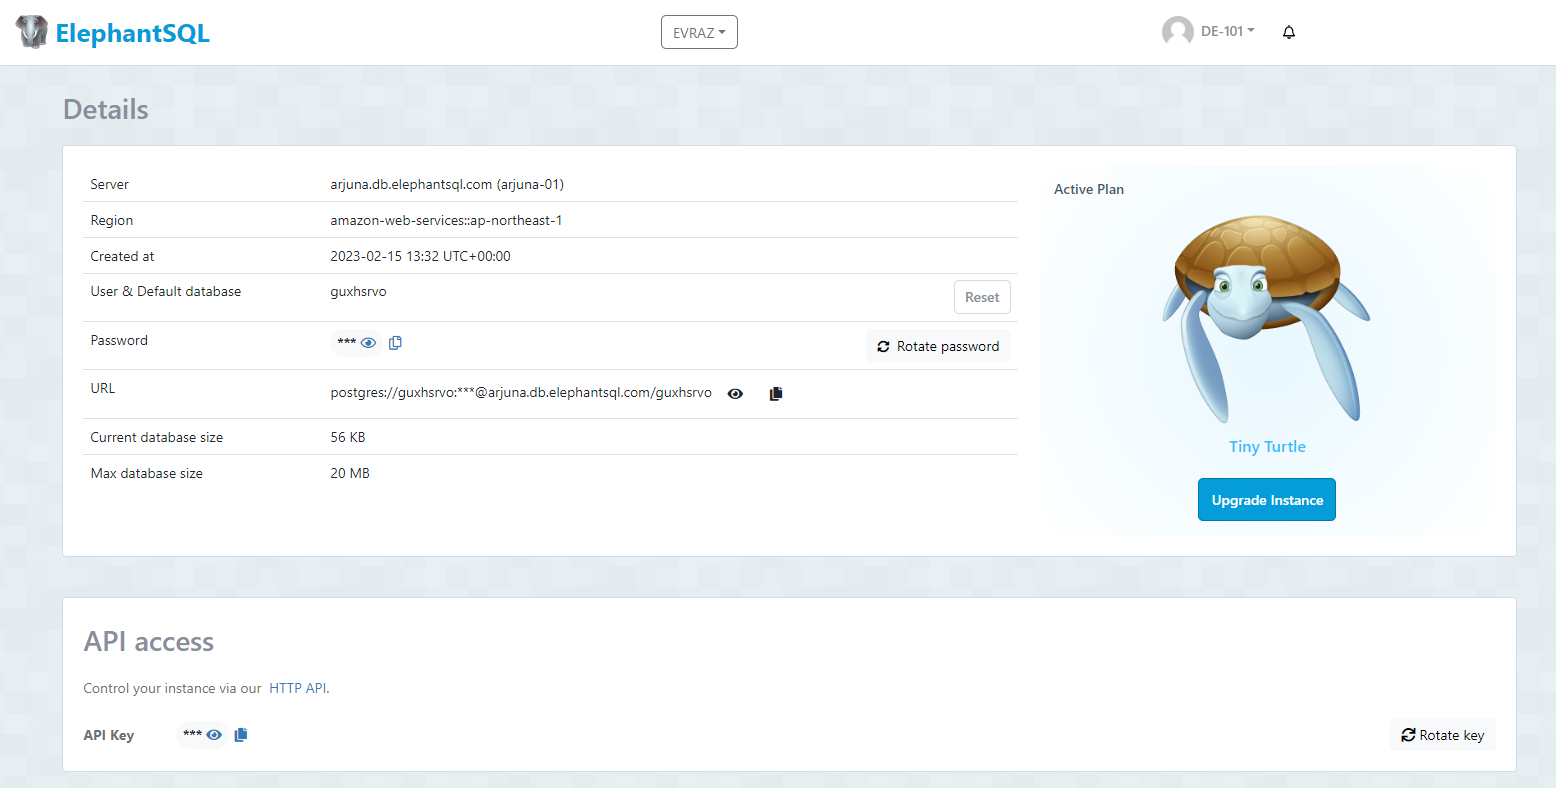 ElephantSQL
EVRAZ
DE-101
Details
Server arjuna.db.elephantsql.com (arjuna-01)
Region amazon-web-services::ap-northeast-1
Created at 2023-02-15 13:32 UTC+00:00
User & Default database guxhsrvo Reset
Password *** Rotate password
URL postgres://guxhsrvo:***@arjuna.db.elephantsql.com/guxhsrvo
Current database size 56 KB
Max database size 20 MB
Active Plan
Tiny Turtle
Upgrade Instance
API access
Control your instance via our HTTP API.
API Key *** Rotate key